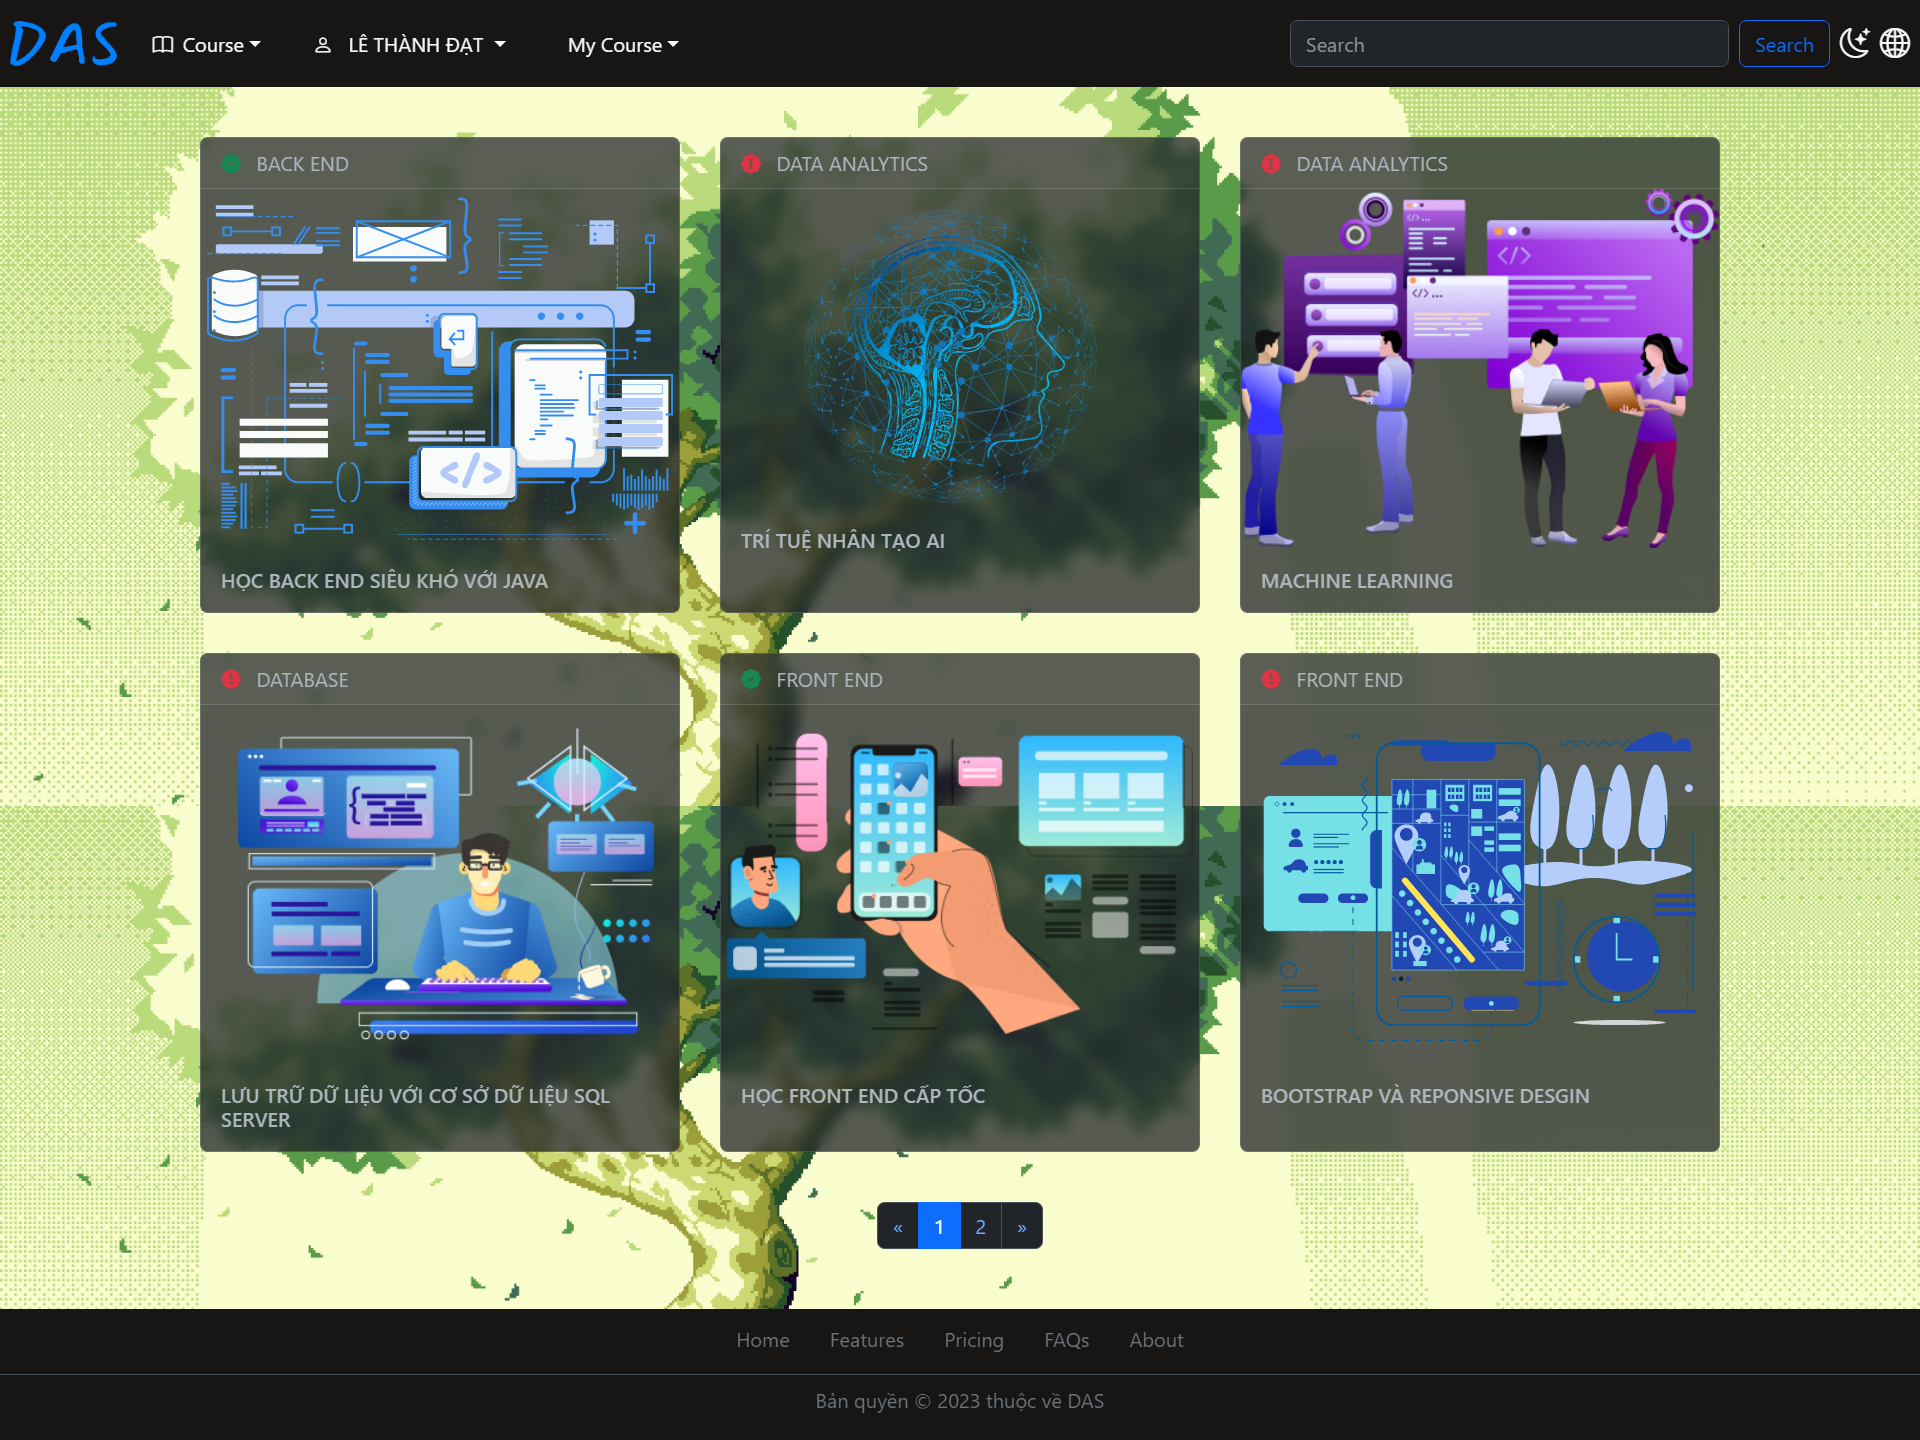 DAS
Course
LÊ THÀNH ĐẠT
My Course
Search
Search
BACK END
HỌC BACK END SIÊU KHÓ VỚI JAVA
DATA ANALYTICS
TRÍ TUỆ NHÂN TẠO AI
DATA ANALYTICS
MACHINE LEARNING
DATABASE
LƯU TRỮ DỮ LIỆU VỚI CƠ SỞ DỮ LIỆU SQL
SERVER
FRONT END
HỌC FRONT END CẤP TỐC
FRONT END
BOOTSTRAP VÀ REPONSIVE DESGIN
« 1 2 »
Home Features Pricing FAQs About
Bản quyền © 2023 thuộc về DAS